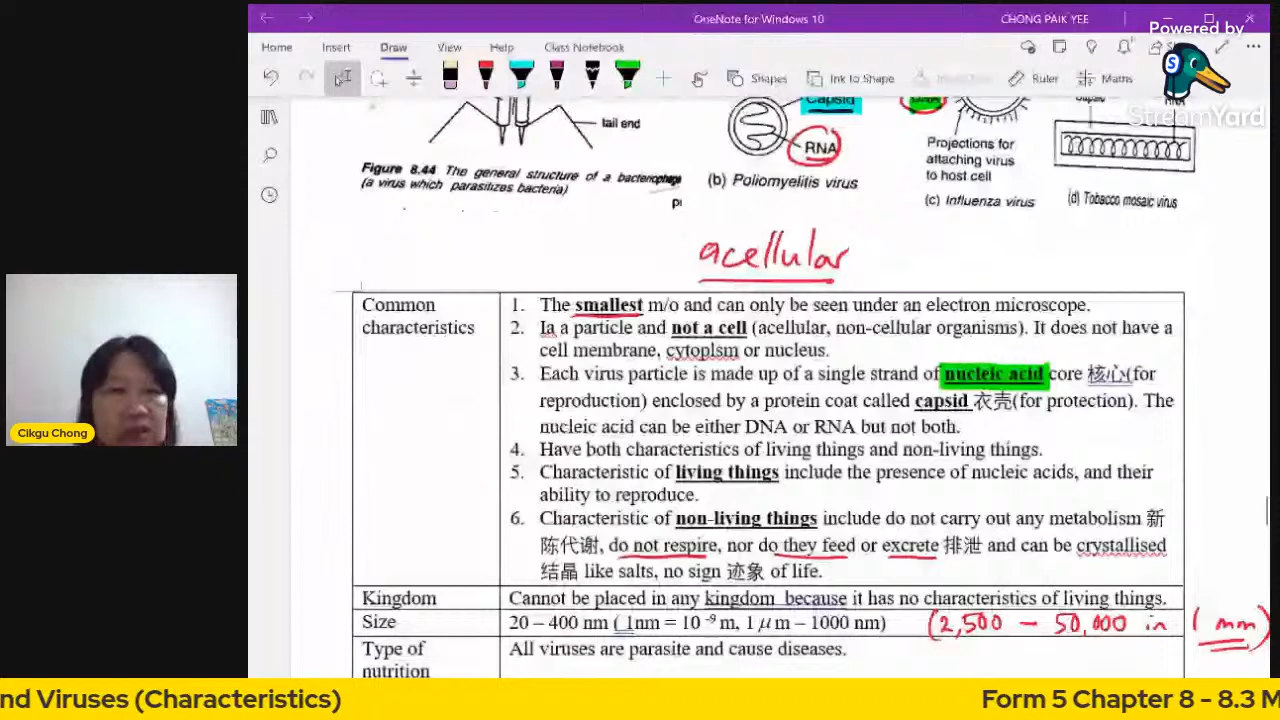 OneNote for Windows 10
CHONG PAIK YEE
Powered by
StreamYard
Home Insert Draw View Help Class Notebook
Shapes Ink to Shape Ruler Maths
tail end
Capsid
RNA
Projections for
attaching virus
to host cell
Figure 8.44 The general structure of a
(a virus which parasitizes bacteria)
(b) Poliomyelitis virus
(c) Influenza virus
(d) Tobacco mosaic virus
acellular
Common
characteristics
1. The smallest m/o and can only be seen under an electron microscope.
2. Ia a particle and not a cell (acellular, non-cellular organisms). It does not have a
cell membrane, cytoplsm or nucleus.
3. Each virus particle is made up of a single strand of nucleic acid core 核心(for
reproduction) enclosed by a protein coat called capsid 衣壳(for protection). The
nucleic acid can be either DNA or RNA but not both.
4. Have both characteristics of living things and non-living things.
5. Characteristic of living things include the presence of nucleic acids, and their
ability to reproduce.
6. Characteristic of non-living things include do not carry out any metabolism 新
陈代谢, do not respire, nor do they feed or excrete 排泄 and can be crystallised
结晶 like salts, no sign 迹象 of life.
Kingdom Cannot be placed in any kingdom because it has no characteristics of living things.
Size 20 – 400 nm ( 1nm = 10 -9 m, 1 μm – 1000 nm) (2,500 – 50,000 in 1 mm)
Type of
nutrition
All viruses are parasite and cause diseases.
Cikgu Chong
nd Viruses (Characteristics)
Form 5 Chapter 8 - 8.3 M